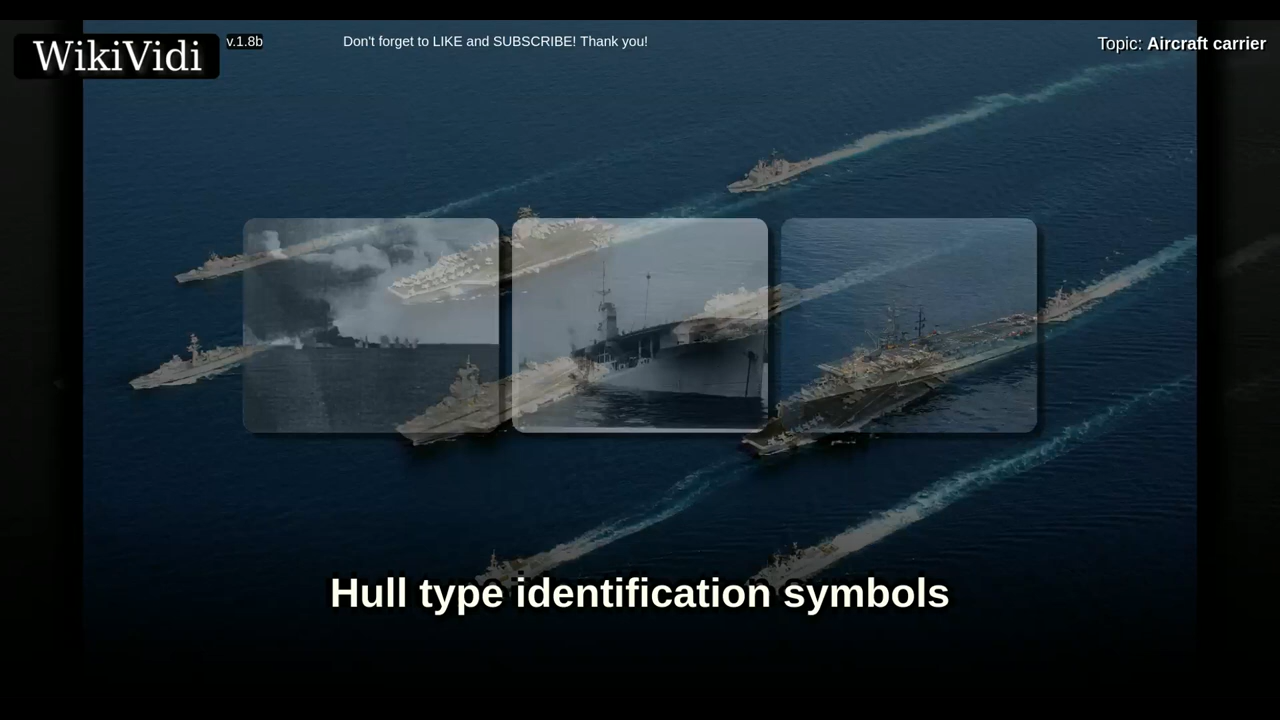 WikiVidi
v.1.8b
Don't forget to LIKE and SUBSCRIBE! Thank you!
Topic: Aircraft carrier
Hull type identification symbols